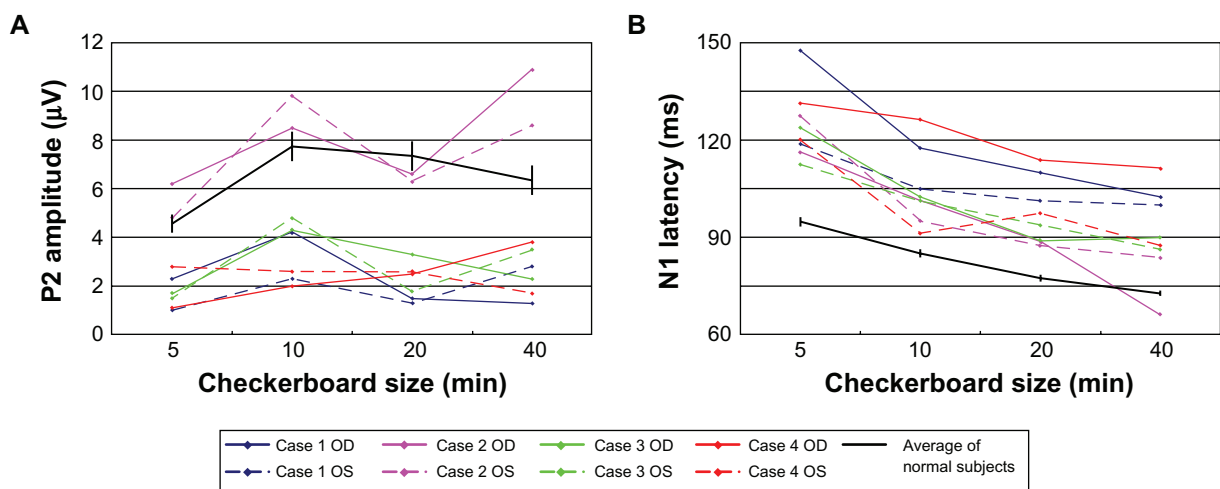 A
P2 amplitude (μV)
12
10
8
6
4
2
0
5 10 20 40
Checkerboard size (min)
B
N1 latency (ms)
150
120
90
60
5 10 20 40
Checkerboard size (min)
Case 1 OD Case 2 OD Case 3 OD Case 4 OD Average of
Case 1 OS Case 2 OS Case 3 OS Case 4 OS normal subjects